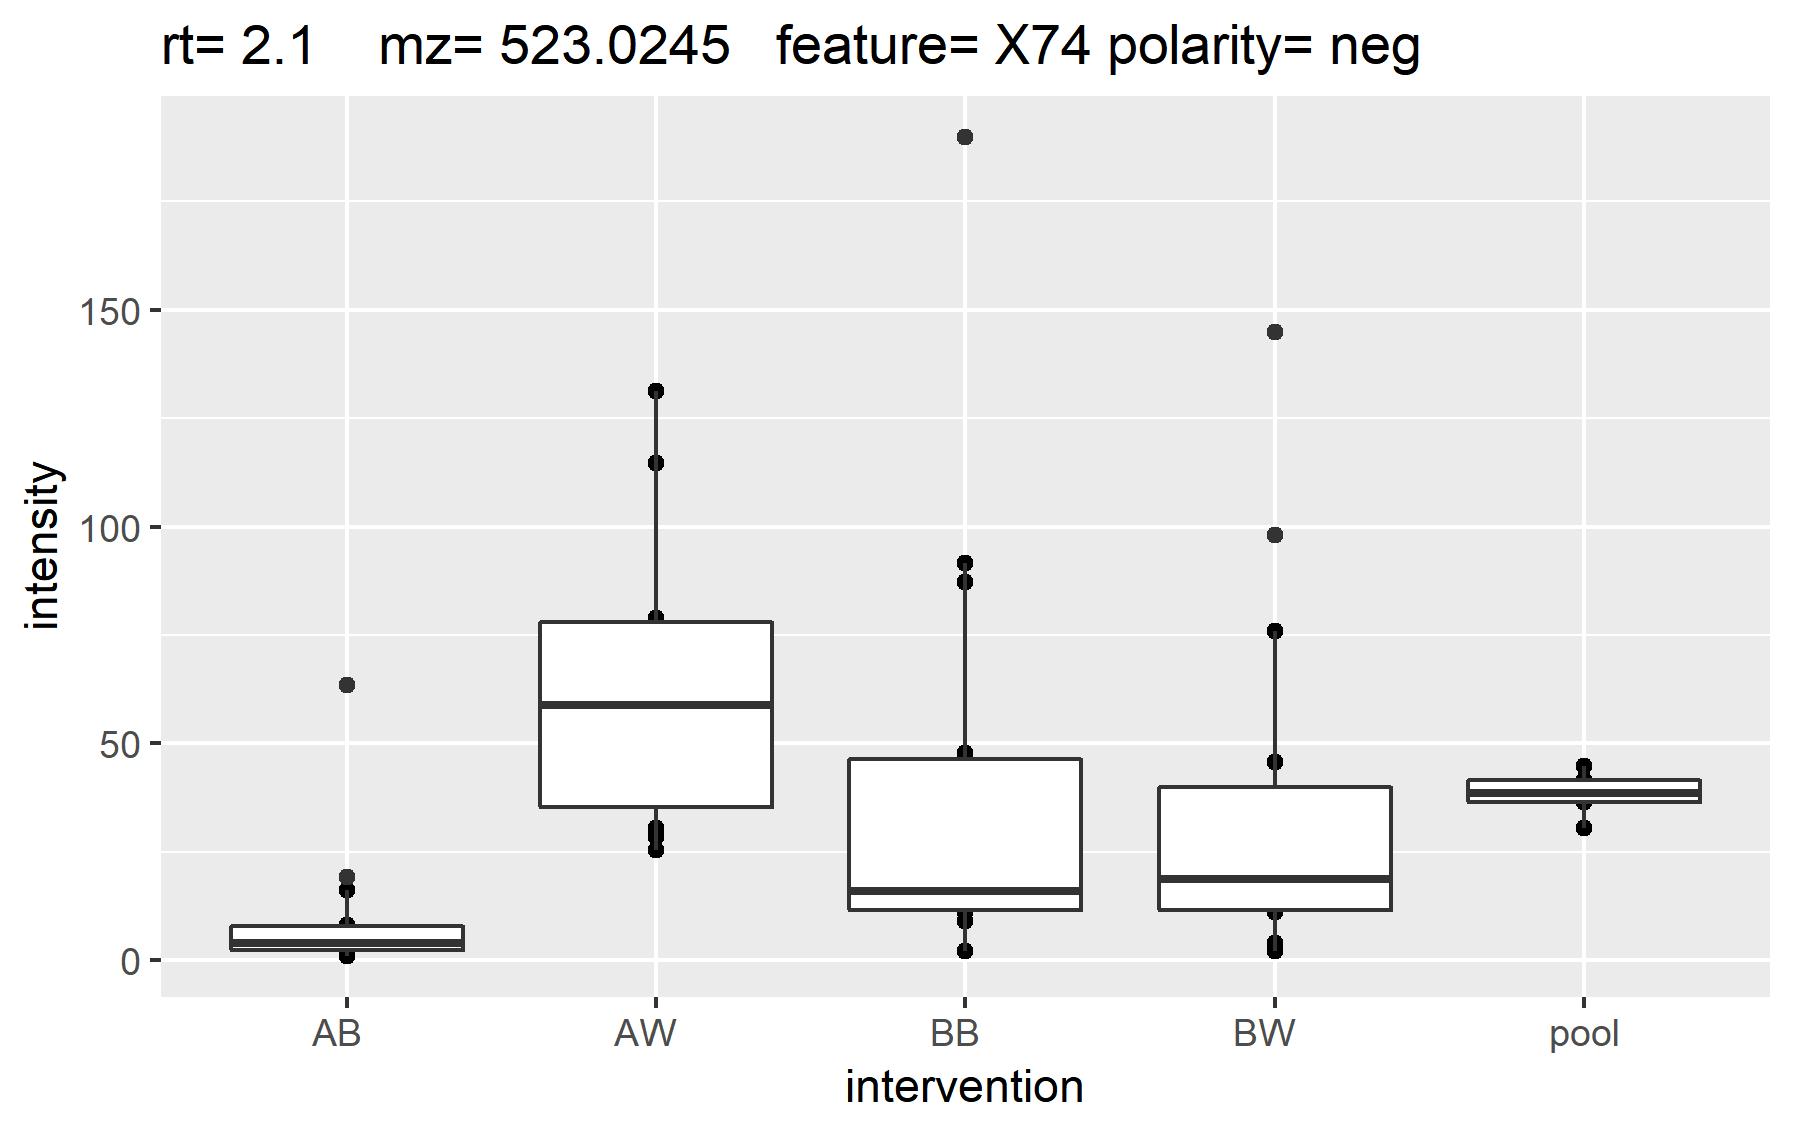 rt= 2.1 mz= 523.0245 feature= X74 polarity= neg
intensity
150
100
50
0
AB AW BB BW pool
intervention